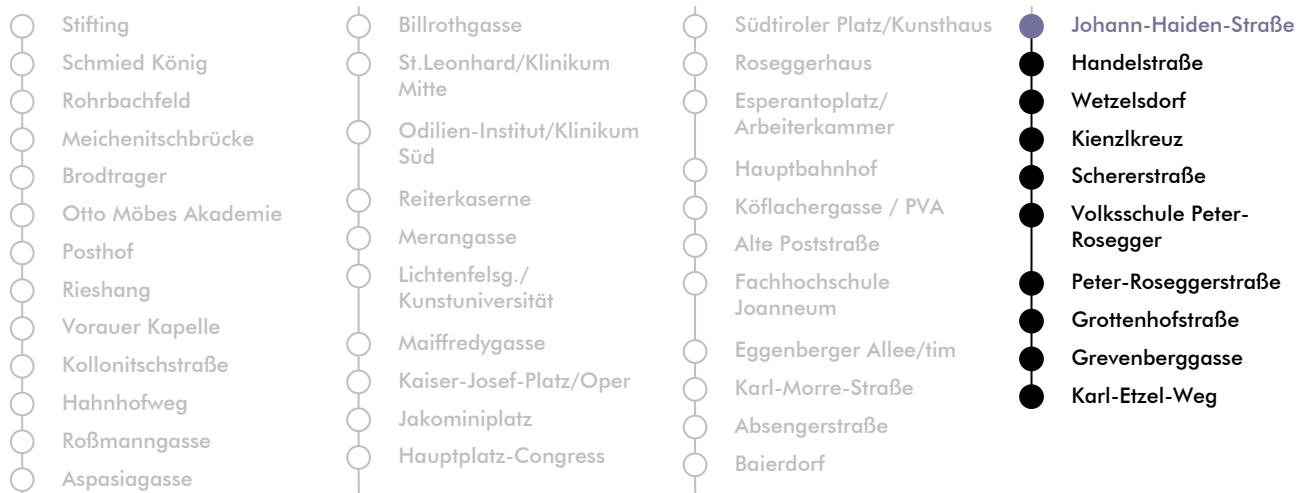 Stifting
Schmied König
Rohrbachfeld
Meichenitschbrücke
Brodtrager
Otto Möbes Akademie
Posthof
Rieshang
Vorauer Kapelle
Kollonitschstraße
Hahnhofweg
Roßmanngasse
Aspasiagasse
Billrothgasse
St.Leonhard/Klinikum
Mitte
Odilien-Institut/Klinikum
Süd
Reiterkaserne
Merangasse
Lichtenfelsg./
Kunstuniversität
Maiffredygasse
Kaiser-Josef-Platz/Oper
Jakominiplatz
Hauptplatz-Congress
Südtiroler Platz/Kunsthaus
Roseggerhaus
Esperantoplatz/
Arbeiterkammer
Hauptbahnhof
Köflachergasse / PVA
Alte Poststraße
Fachhochschule
Joanneum
Eggenberger Allee/tim
Karl-Morre-Straße
Absengerstraße
Baierdorf
Johann-Haiden-Straße
Handelstraße
Wetzelsdorf
Kienzlkreuz
Schererstraße
Volksschule Peter-
Rosegger
Peter-Roseggerstraße
Grottenhofstraße
Grevenberggasse
Karl-Etzel-Weg